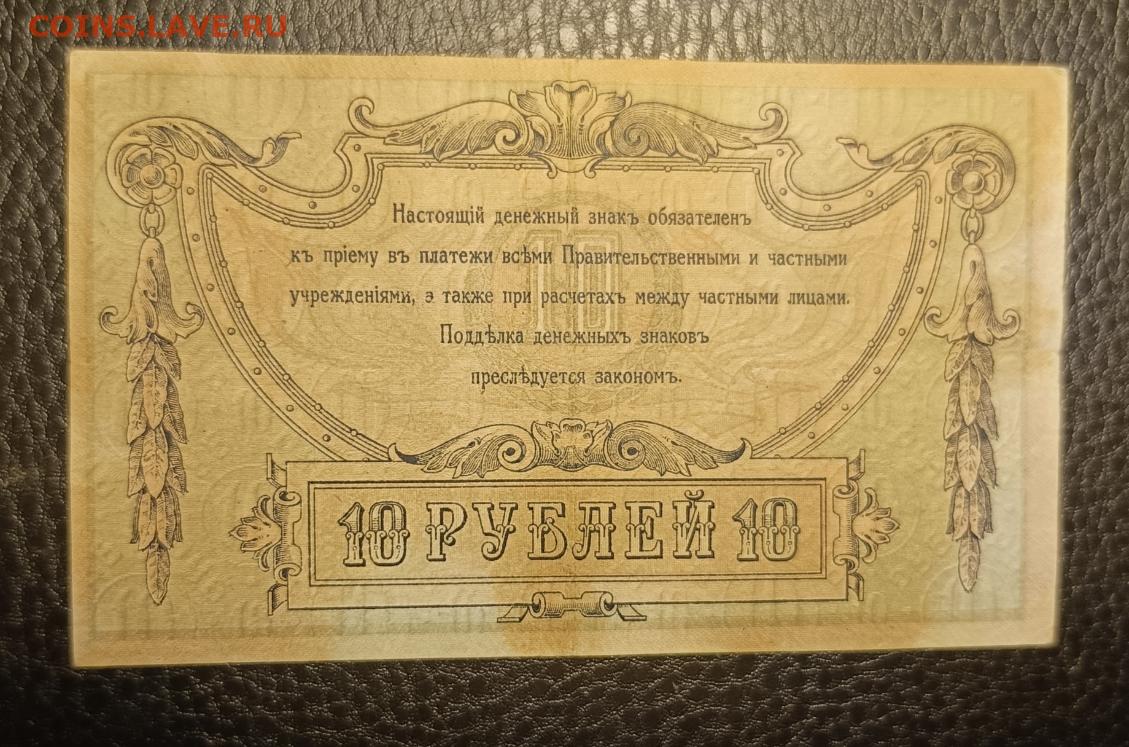 COINS.LAVE.RU
Настоящій денежный знакъ обязателенъ
къ пріему въ платежи всѣми Правительственными и частными
учрежденіями, а также при расчетахъ между частными лицами.
Поддѣлка денежныхъ знаковъ
преслѣдуется закономъ.
10
10 РУБЛЕЙ 10